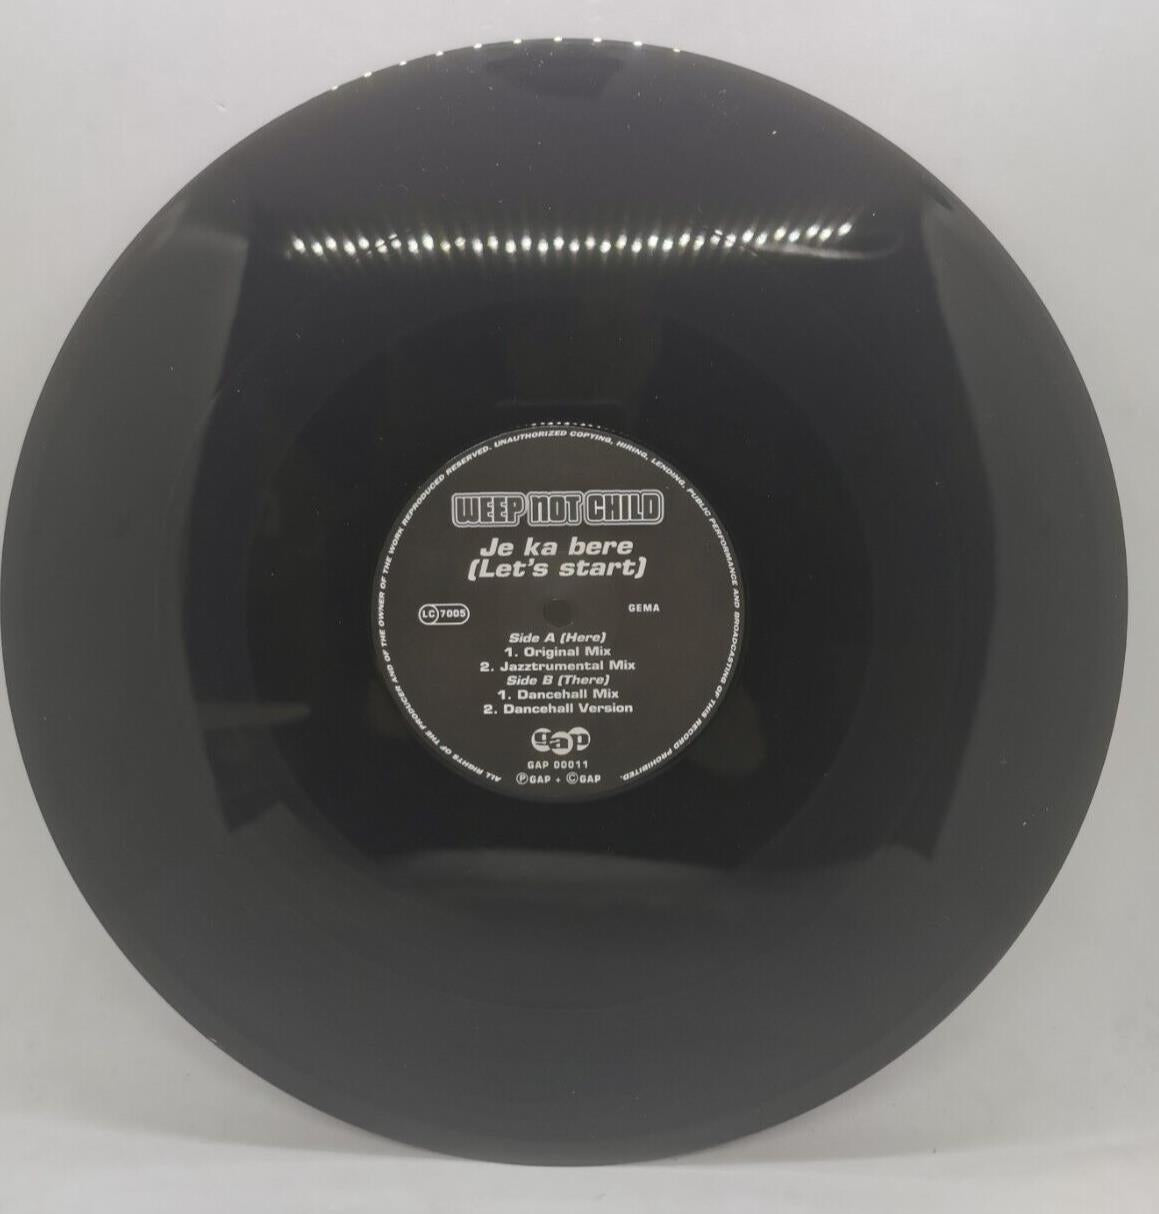 ALL RIGHTS OF THE PRODUCER AND OF THE OWNER OF THE WORK REPRODUCED RESERVED. UNAUTHORIZED COPYING, HIRING, LENDING, PUBLIC PERFORMANCE AND BROADCASTING OF THIS RECORD PROHIBITED.
WEEP NOT CHILD
Je ka bere
(Let's start)
LC 7005
GEMA
Side A (Here)
1. Original Mix
2. Jazztrumental Mix
Side B (There)
1. Dancehall Mix
2. Dancehall Version
gap
GAP 00011
℗ GAP + © GAP